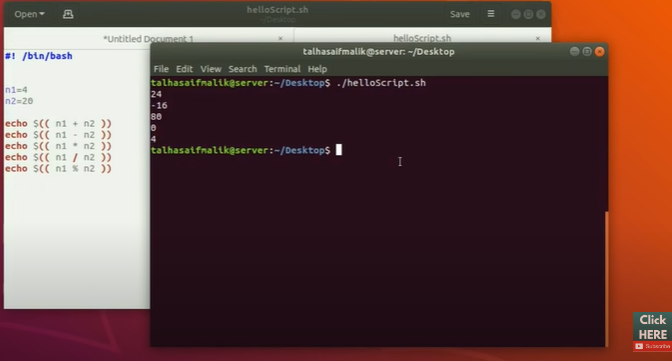 Open
helloScript.sh
~/Desktop
Save
*Untitled Document 1
helloScript.sh
#! /bin/bash
n1=4
n2=20
echo $(( n1 + n2 ))
echo $(( n1 - n2 ))
echo $(( n1 * n2 ))
echo $(( n1 / n2 ))
echo $(( n1 % n2 ))
talhasaifmalik@server: ~/Desktop
File Edit View Search Terminal Help
talhasaifmalik@server:~/Desktop$ ./helloScript.sh
24
-16
80
0
4
talhasaifmalik@server:~/Desktop$
Click
HERE
Subscribe